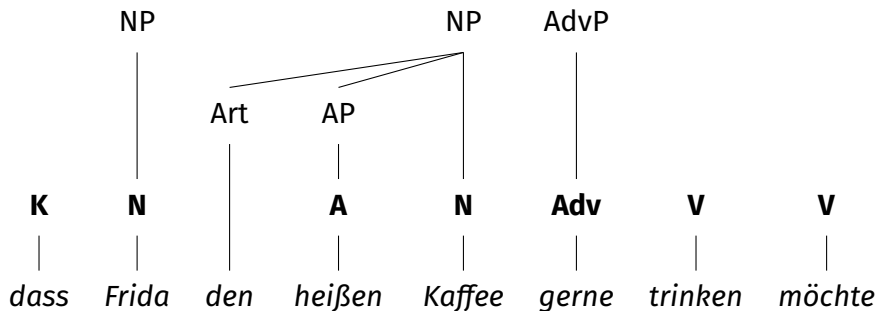 NP NP AdvP
Art AP
K N A N Adv V V
dass Frida den heißen Kaffee gerne trinken möchte